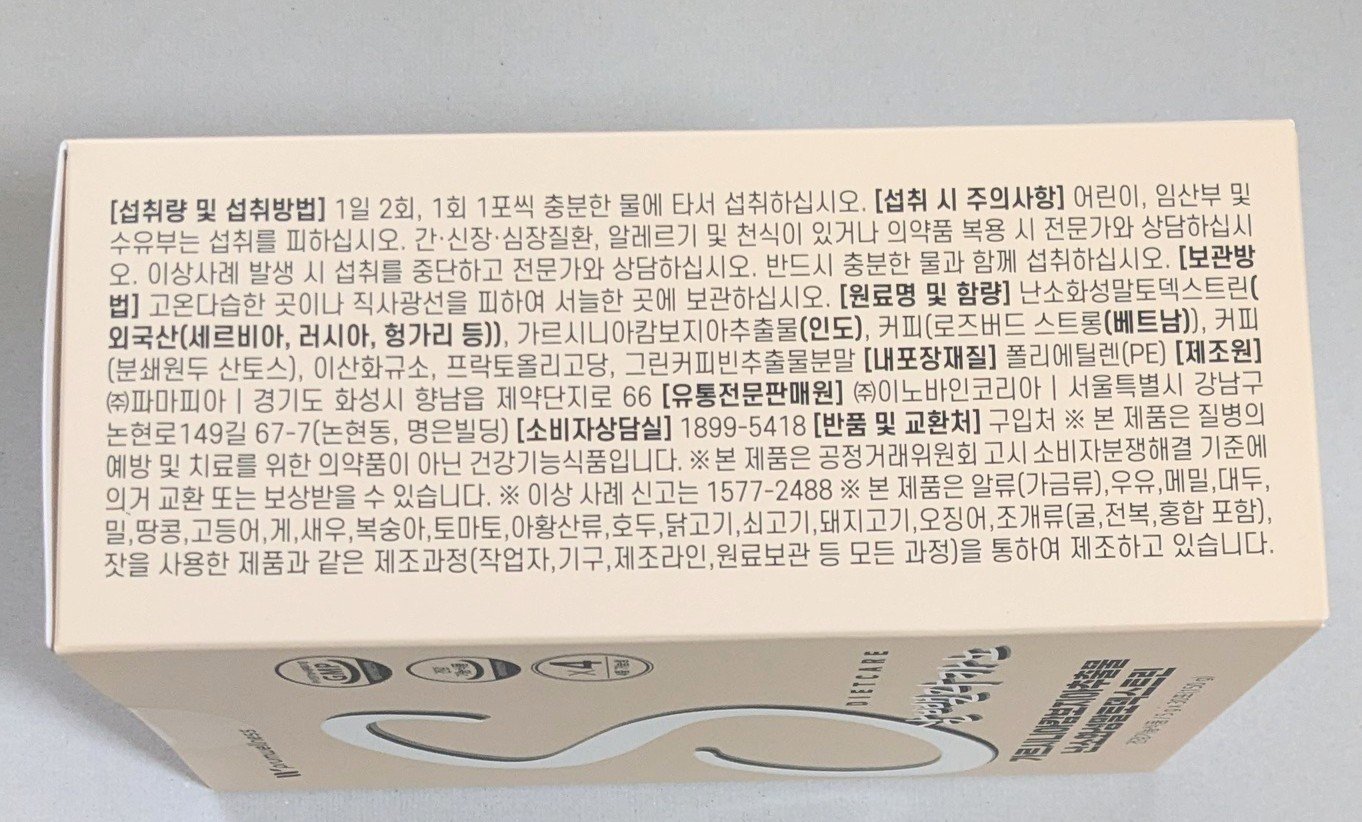 [섭취량 및 섭취방법] 1일 2회, 1회 1포씩 충분한 물에 타서 섭취하십시오. [섭취 시 주의사항] 어린이, 임산부 및
수유부는 섭취를 피하십시오. 간·신장·심장질환, 알레르기 및 천식이 있거나 의약품 복용 시 전문가와 상담하십시
오. 이상사례 발생 시 섭취를 중단하고 전문가와 상담하십시오. 반드시 충분한 물과 함께 섭취하십시오. [보관방
법] 고온다습한 곳이나 직사광선을 피하여 서늘한 곳에 보관하십시오. [원료명 및 함량] 난소화성말토덱스트린(
외국산(세르비아, 러시아, 헝가리 등)), 가르시니아캄보지아추출물(인도), 커피(로즈버드 스트롱(베트남)), 커피
(분쇄원두 산토스), 이산화규소, 프락토올리고당, 그린커피빈추출물분말 [내포장재질] 폴리에틸렌(PE) [제조원]
㈜파마피아 | 경기도 화성시 향남읍 제약단지로 66 [유통전문판매원] ㈜이노바인코리아 | 서울특별시 강남구
논현로149길 67-7(논현동, 명은빌딩) [소비자상담실] 1899-5418 [반품 및 교환처] 구입처 ※ 본 제품은 질병의
예방 및 치료를 위한 의약품이 아닌 건강기능식품입니다. ※ 본 제품은 공정거래위원회 고시 소비자분쟁해결 기준에
의거 교환 또는 보상받을 수 있습니다. ※ 이상 사례 신고는 1577-2488 ※ 본 제품은 알류(가금류),우유,메밀,대두,
밀,땅콩,고등어,게,새우,복숭아,토마토,아황산류,호두,닭고기,쇠고기,돼지고기,오징어,조개류(굴,전복,홍합 포함),
잣을 사용한 제품과 같은 제조과정(작업자,기구,제조라인,원료보관 등 모든 과정)을 통하여 제조하고 있습니다.
GMP
X4
DIETCARE
가르시니아캄보지아추출물
난소화성말토덱스트린